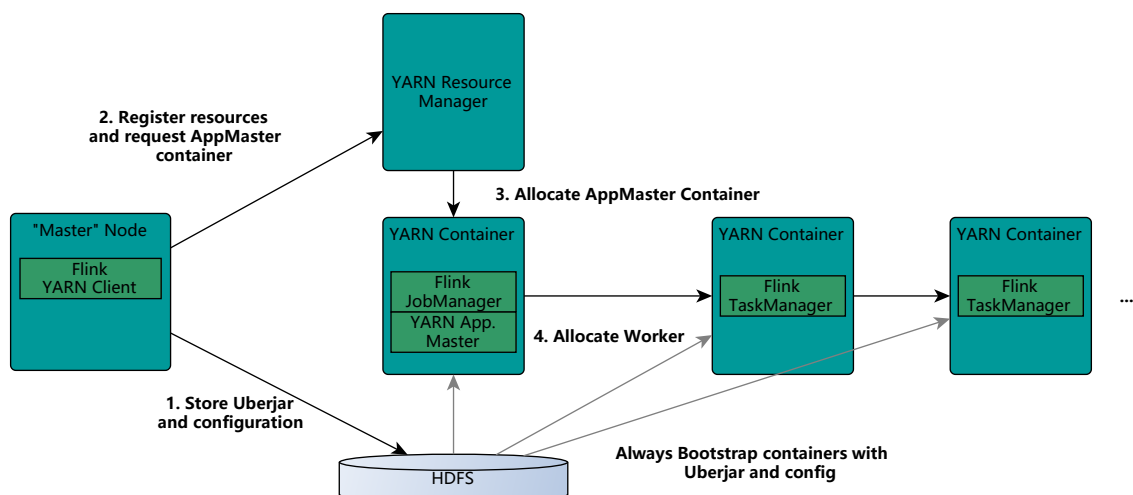 YARN Resource
Manager
2. Register resources
and request AppMaster
container
3. Allocate AppMaster Container
"Master" Node
Flink
YARN Client
YARN Container
Flink
JobManager
YARN App.
Master
4. Allocate Worker
YARN Container
Flink
TaskManager
YARN Container
Flink
TaskManager
...
1. Store Uberjar
and configuration
Always Bootstrap containers with
Uberjar and config
HDFS